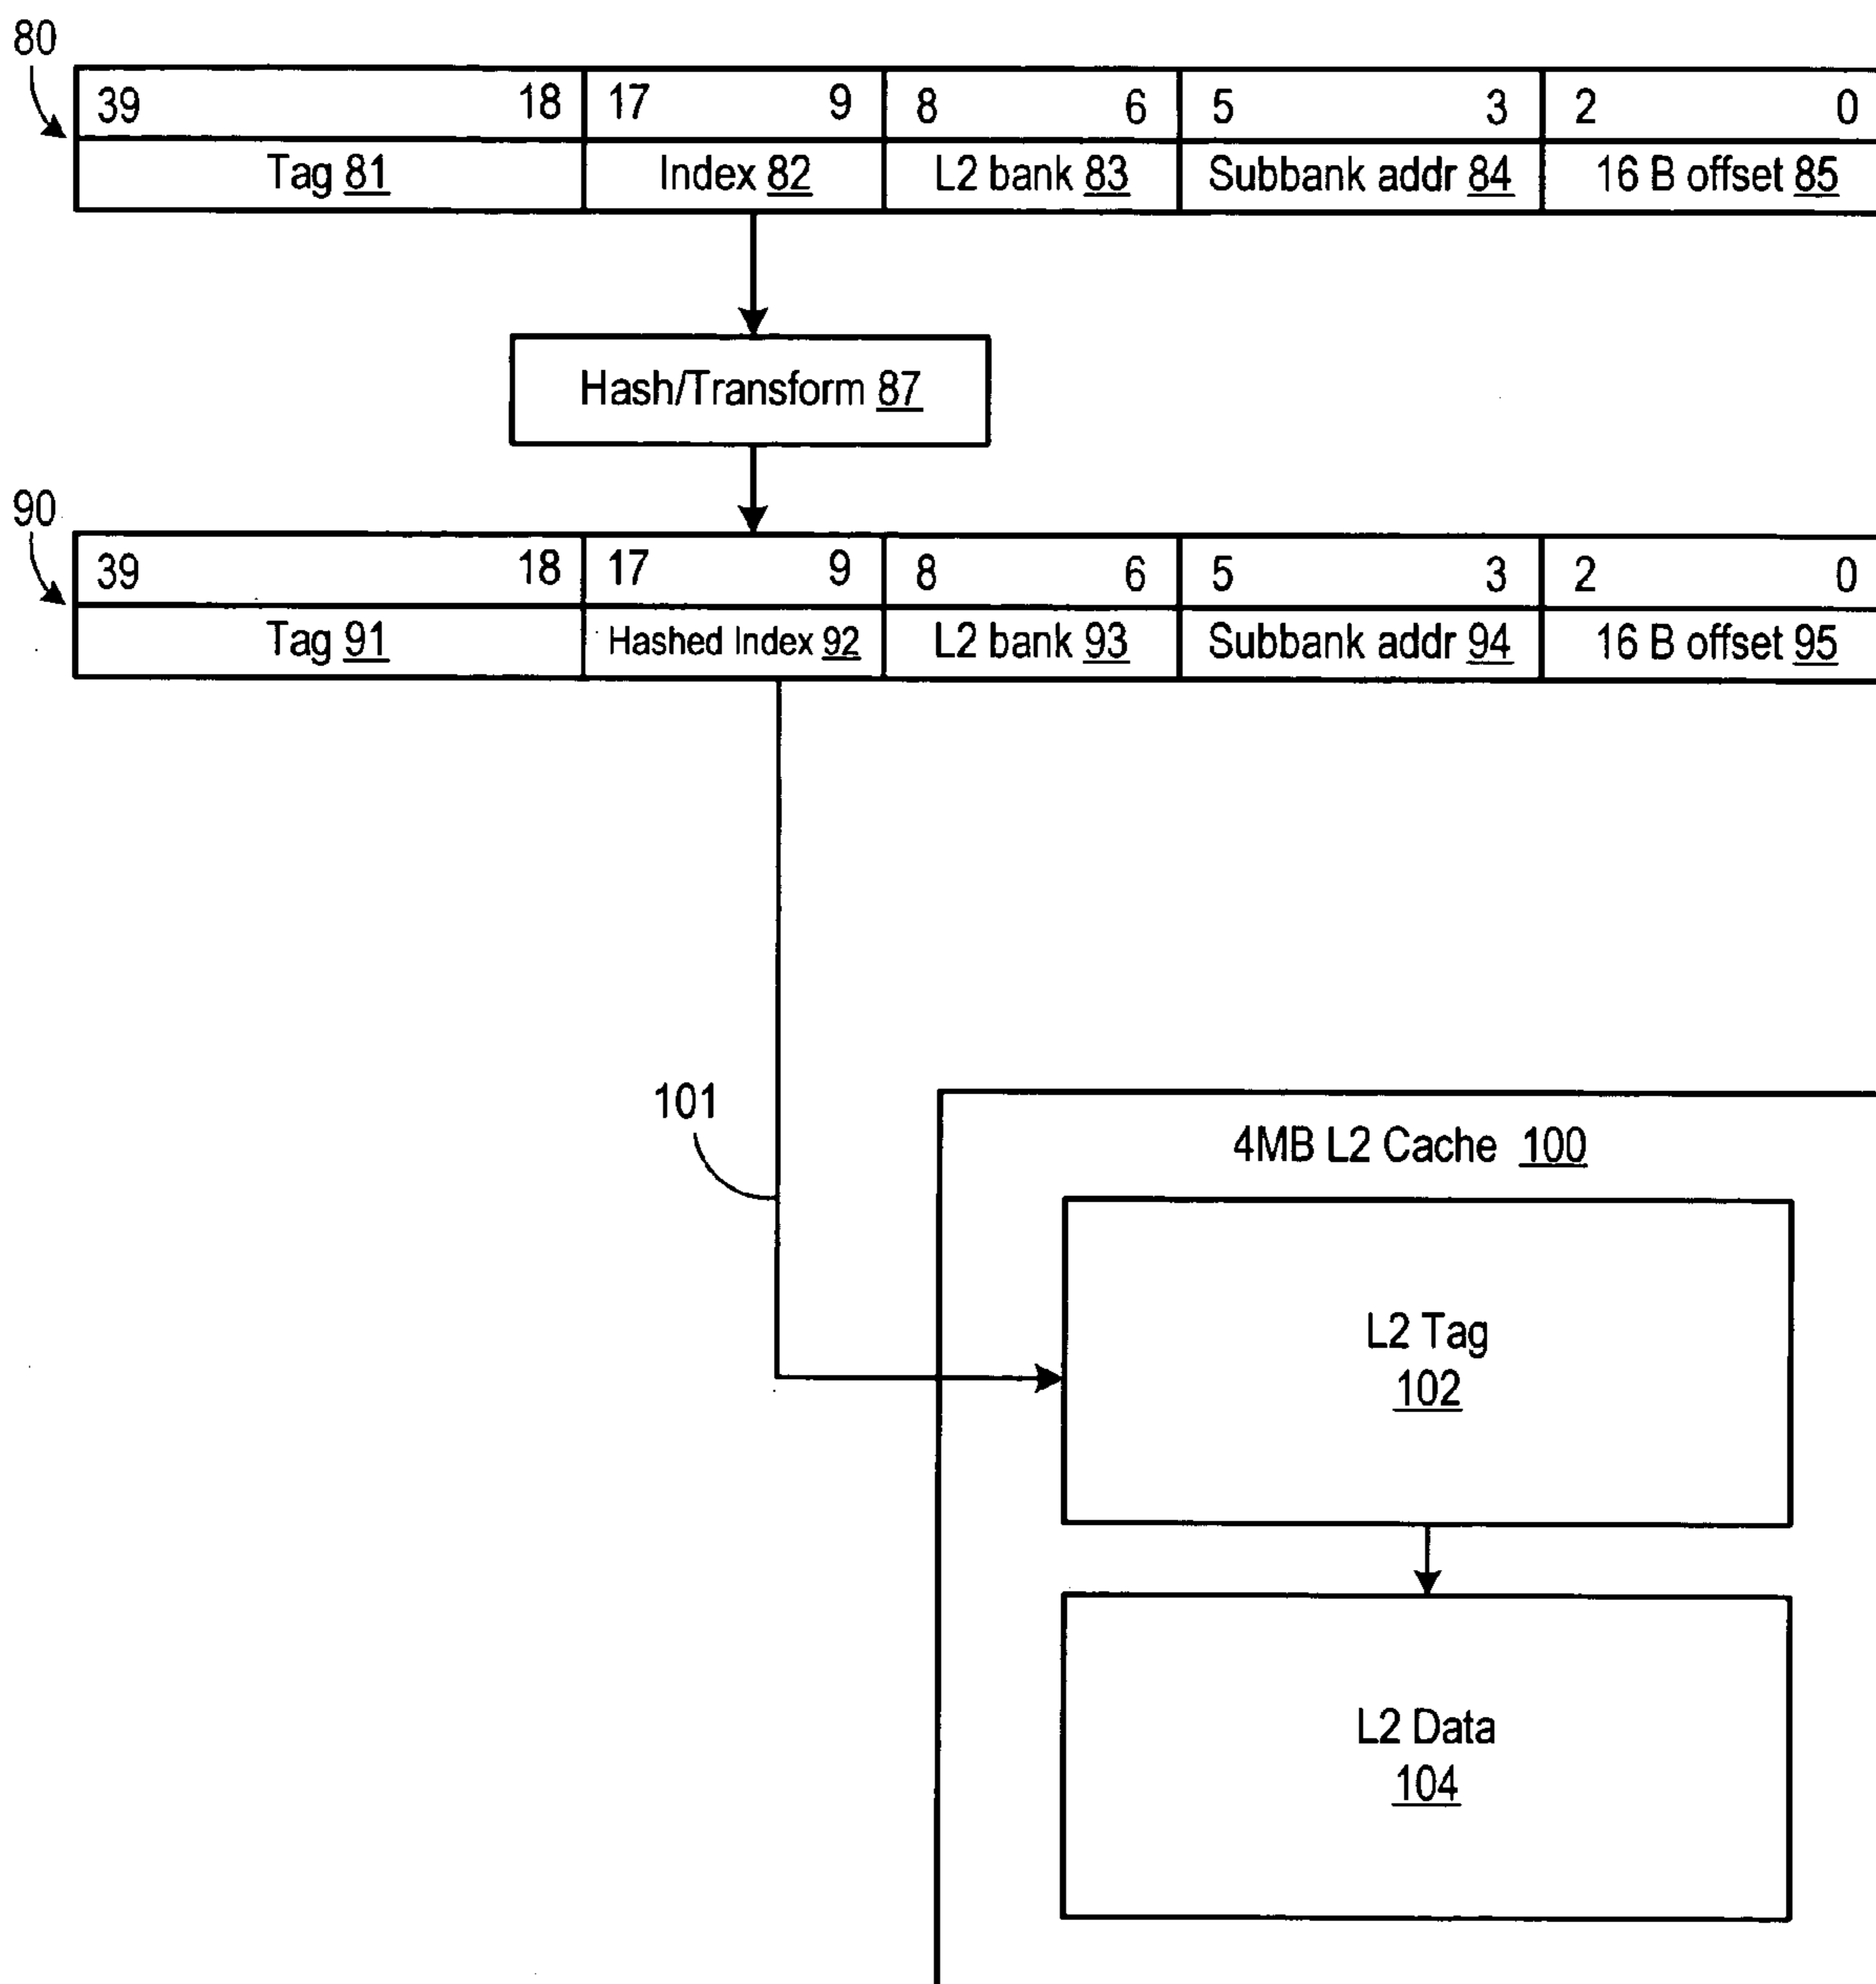 80
39 18 17 9 8 6 5 3 2 0
Tag 81 Index 82 L2 bank 83 Subbank addr 84 16 B offset 85
Hash/Transform 87
90
39 18 17 9 8 6 5 3 2 0
Tag 91 Hashed Index 92 L2 bank 93 Subbank addr 94 16 B offset 95
101
4MB L2 Cache 100
L2 Tag
102
L2 Data
104